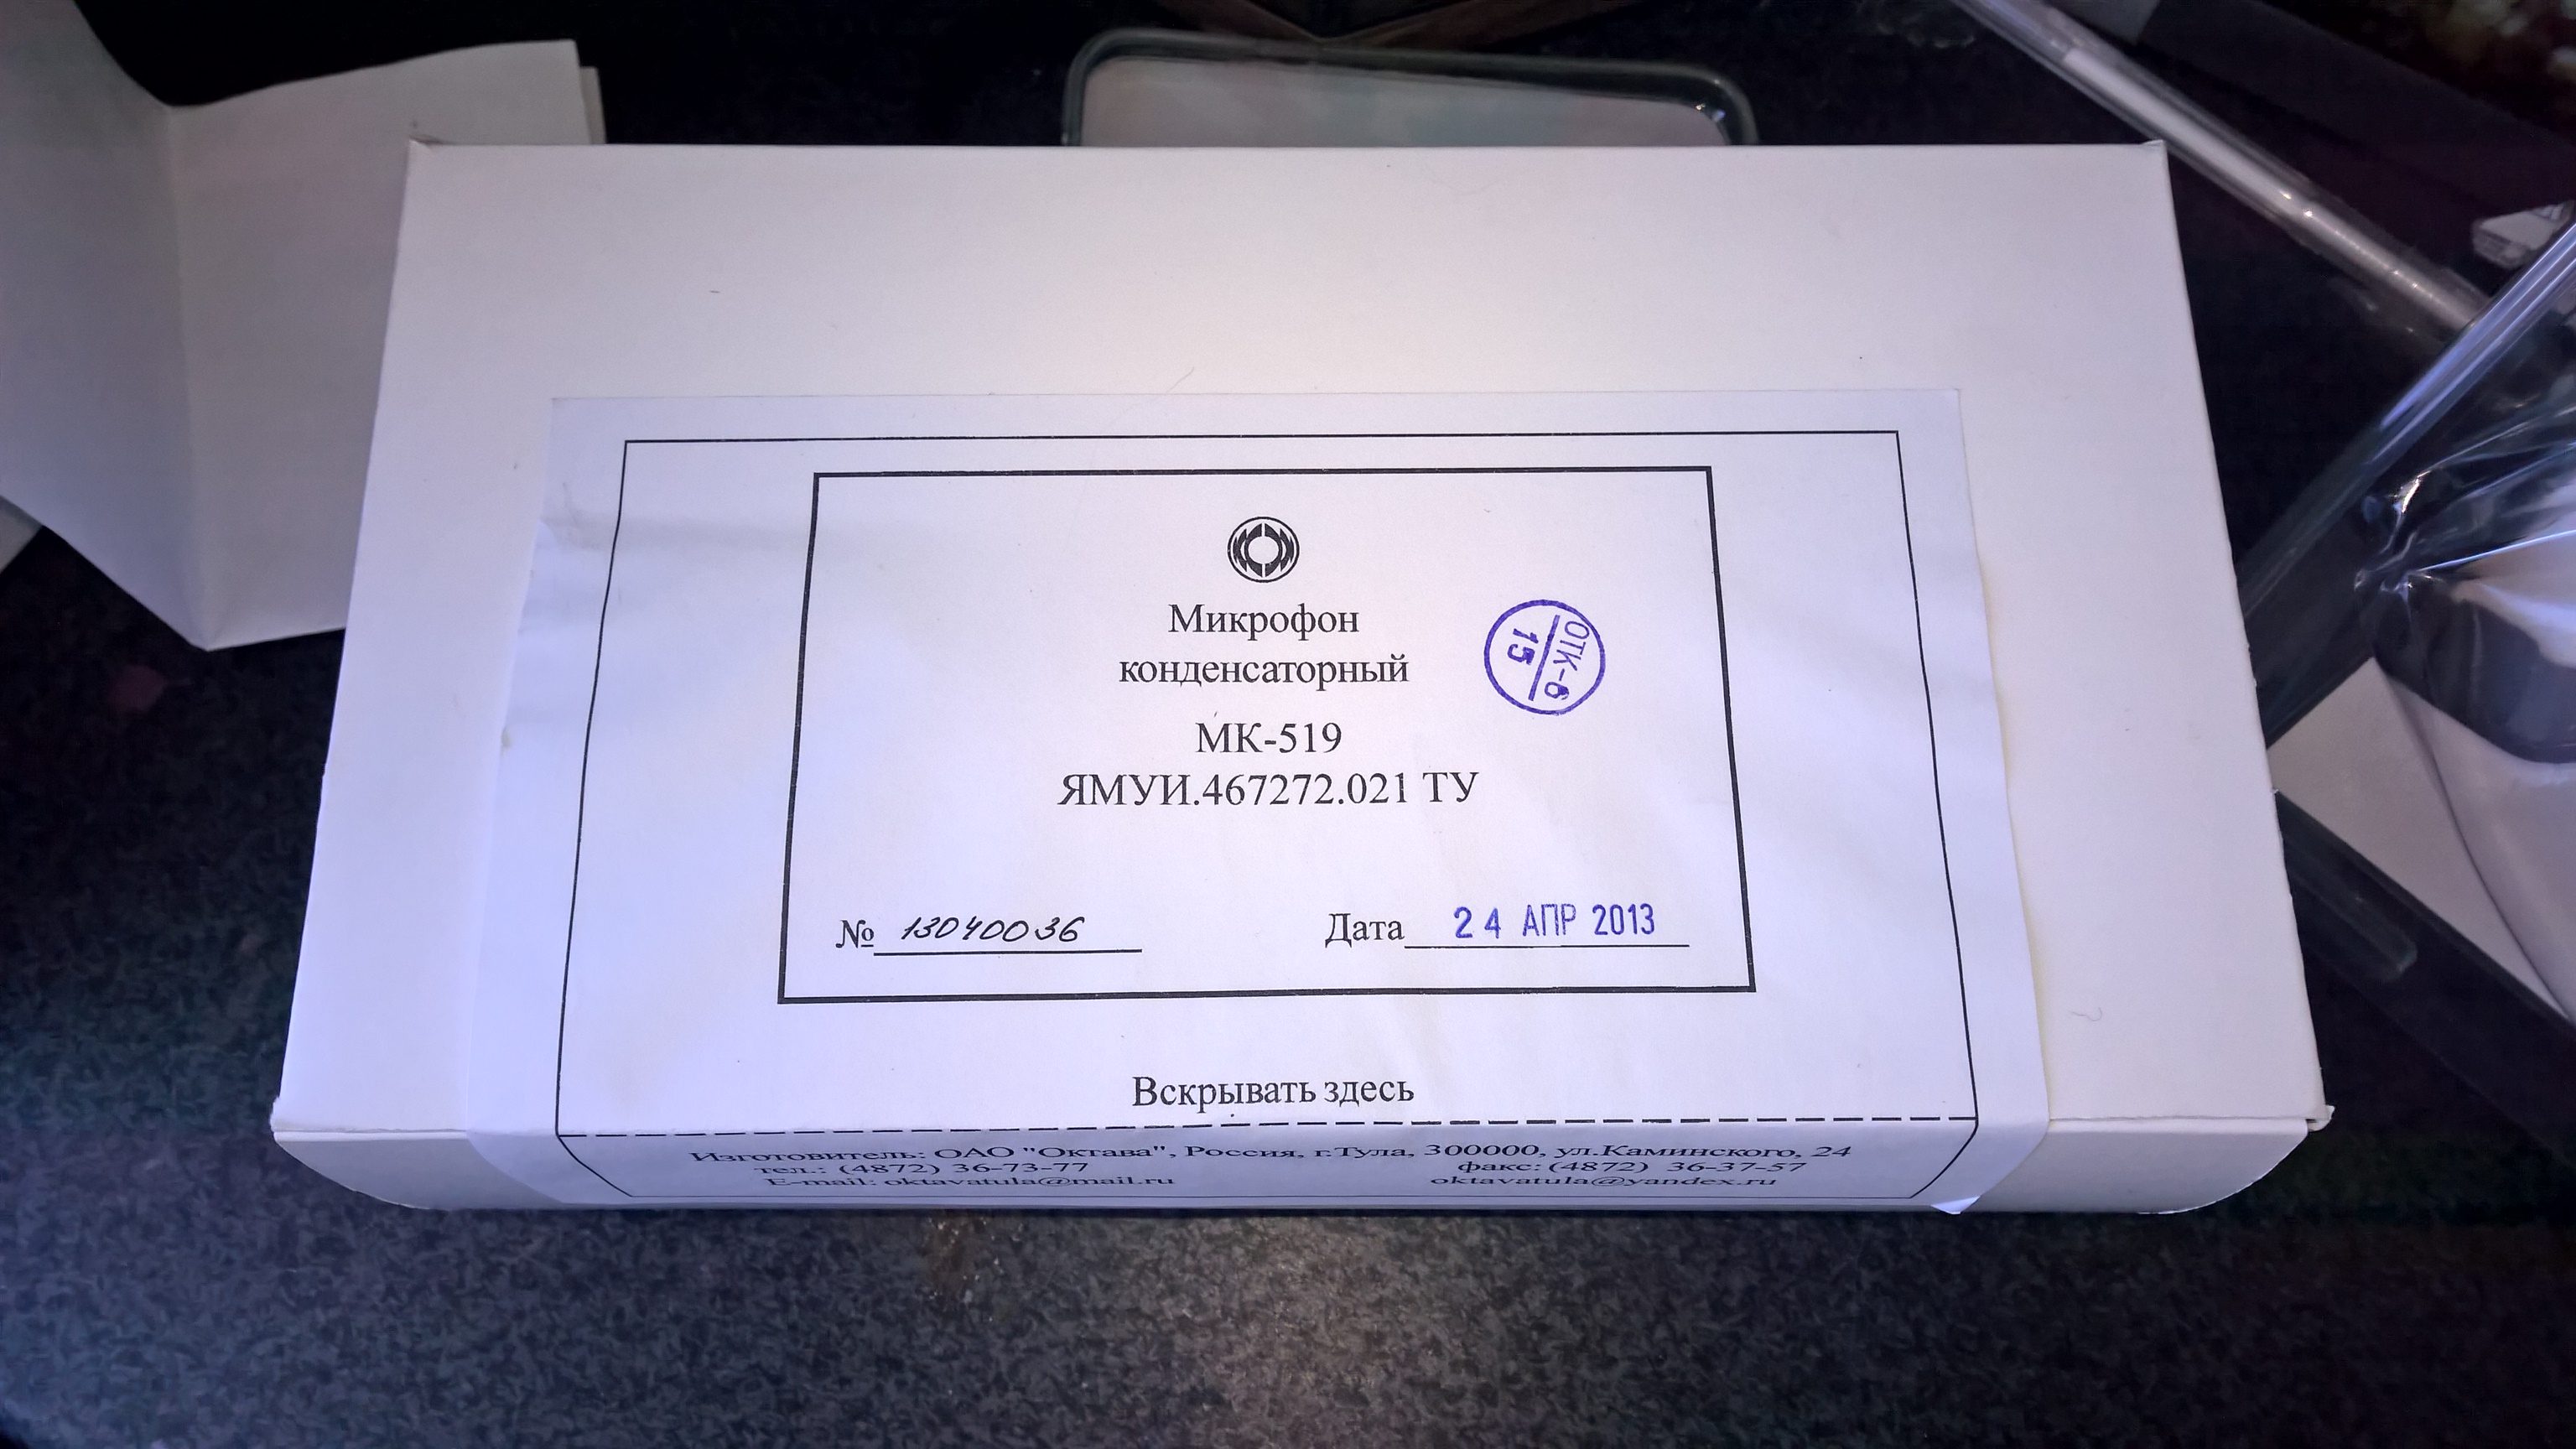 Микрофон
конденсаторный
ОТК-6
15
МК-519
ЯМУИ.467272.021 ТУ
№ 13040036 Дата 24 АПР 2013
Вскрывать здесь
Изготовитель: ОАО "Октава", Россия, г.Тула, 300000, ул.Каминского, 24
тел.: (4872) 36-73-77 факс: (4872) 36-37-57
E-mail: oktavatula@mail.ru oktavatula@yandex.ru